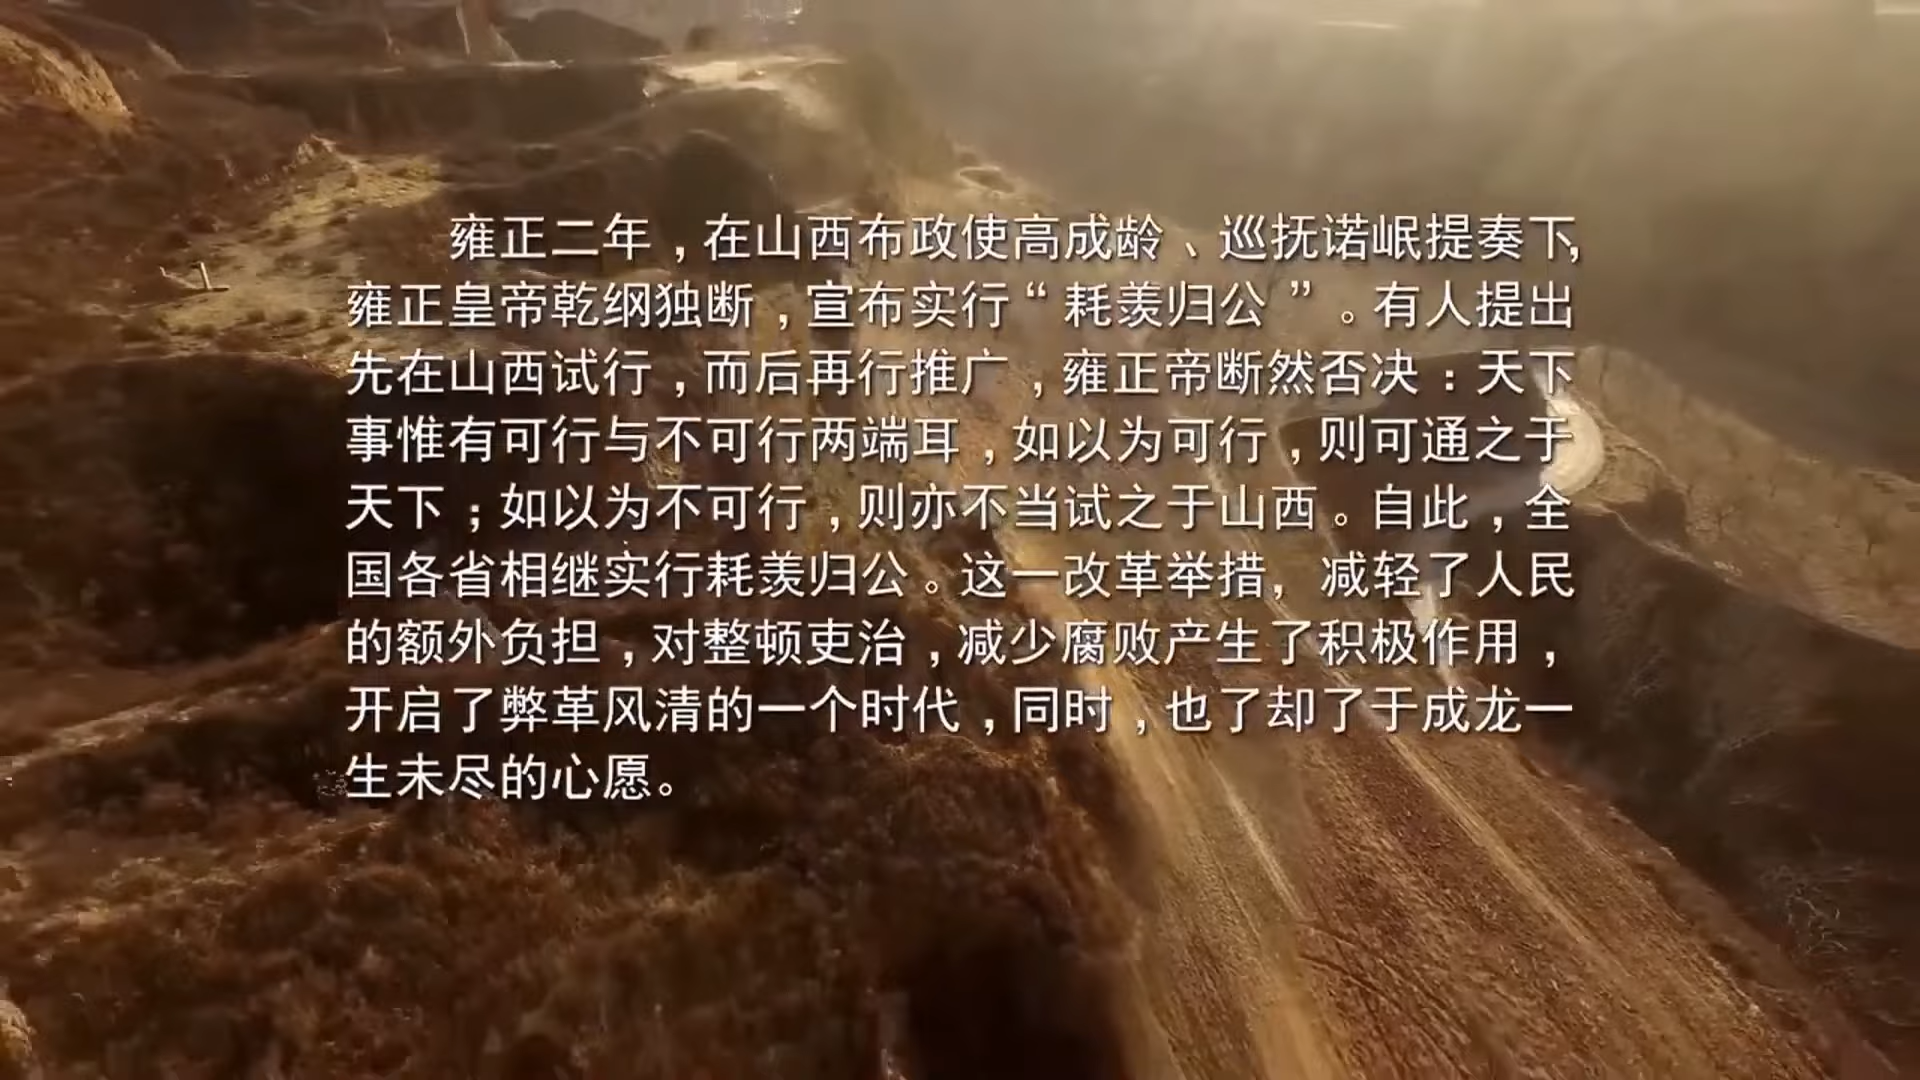 雍正二年,在山西布政使高成龄、巡抚诺岷提奏下,
雍正皇帝乾纲独断,宣布实行“耗羡归公”。有人提出
先在山西试行,而后再行推广,雍正帝断然否决:天下
事惟有可行与不可行两端耳,如以为可行,则可通之于
天下;如以为不可行,则亦不当试之于山西。自此,全
国各省相继实行耗羡归公。这一改革举措,减轻了人民
的额外负担,对整顿吏治,减少腐败产生了积极作用,
开启了弊革风清的一个时代,同时,也了却了于成龙一
生未尽的心愿。